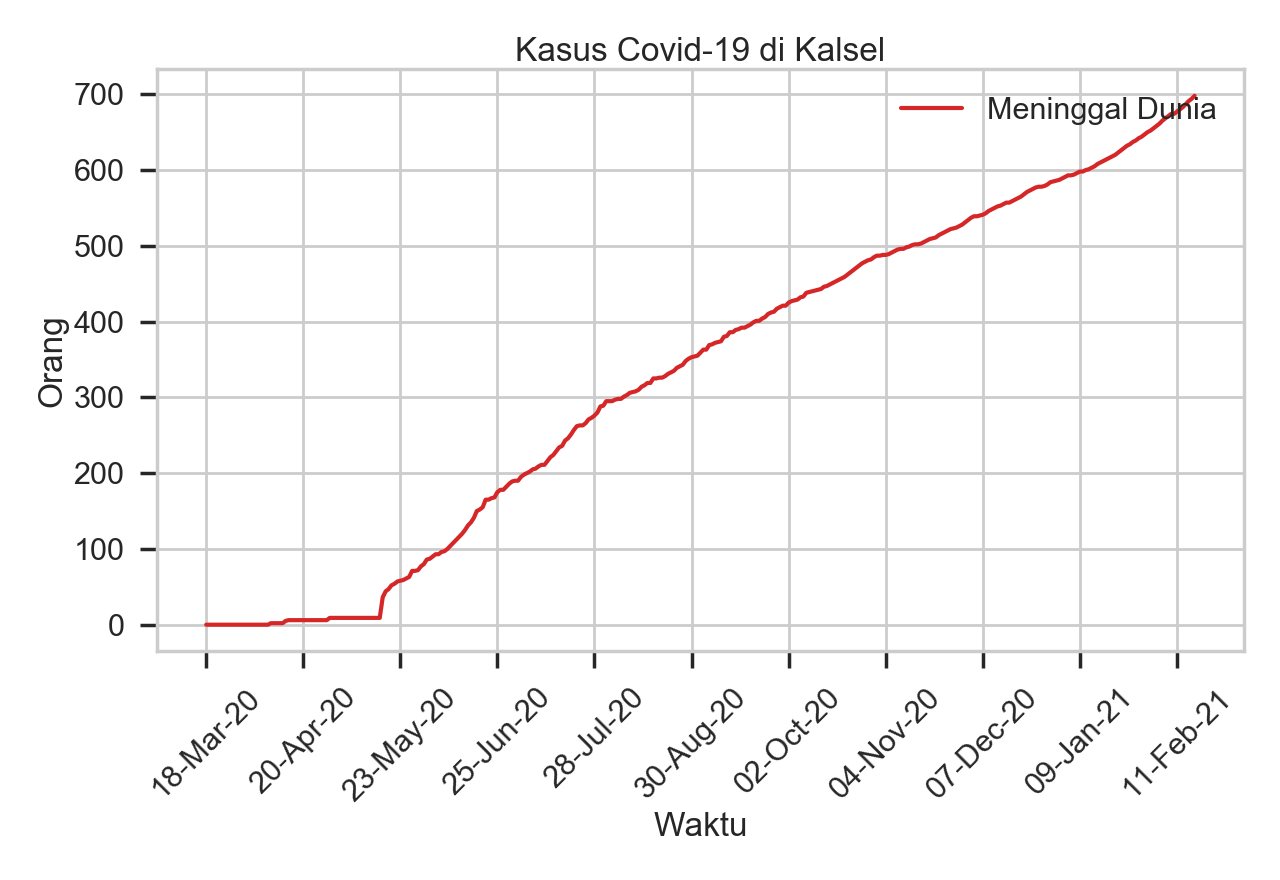 Kasus Covid-19 di Kalsel
Meninggal Dunia
Orang
700
600
500
400
300
200
100
0
18-Mar-20
20-Apr-20
23-May-20
25-Jun-20
28-Jul-20
30-Aug-20
02-Oct-20
04-Nov-20
07-Dec-20
09-Jan-21
11-Feb-21
Waktu